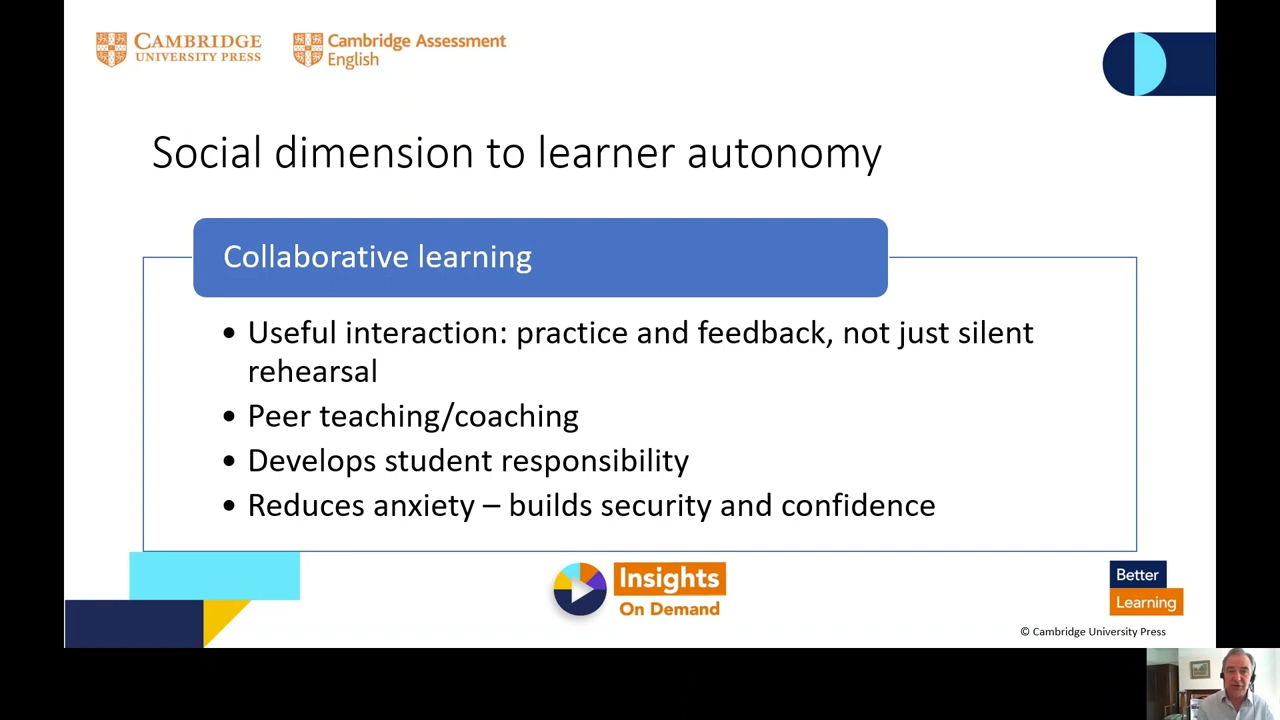 CAMBRIDGE
UNIVERSITY PRESS
Cambridge Assessment
English
Social dimension to learner autonomy
Collaborative learning
• Useful interaction: practice and feedback, not just silent
rehearsal
• Peer teaching/coaching
• Develops student responsibility
• Reduces anxiety – builds security and confidence
Insights
On Demand
Better
Learning
© Cambridge University Press